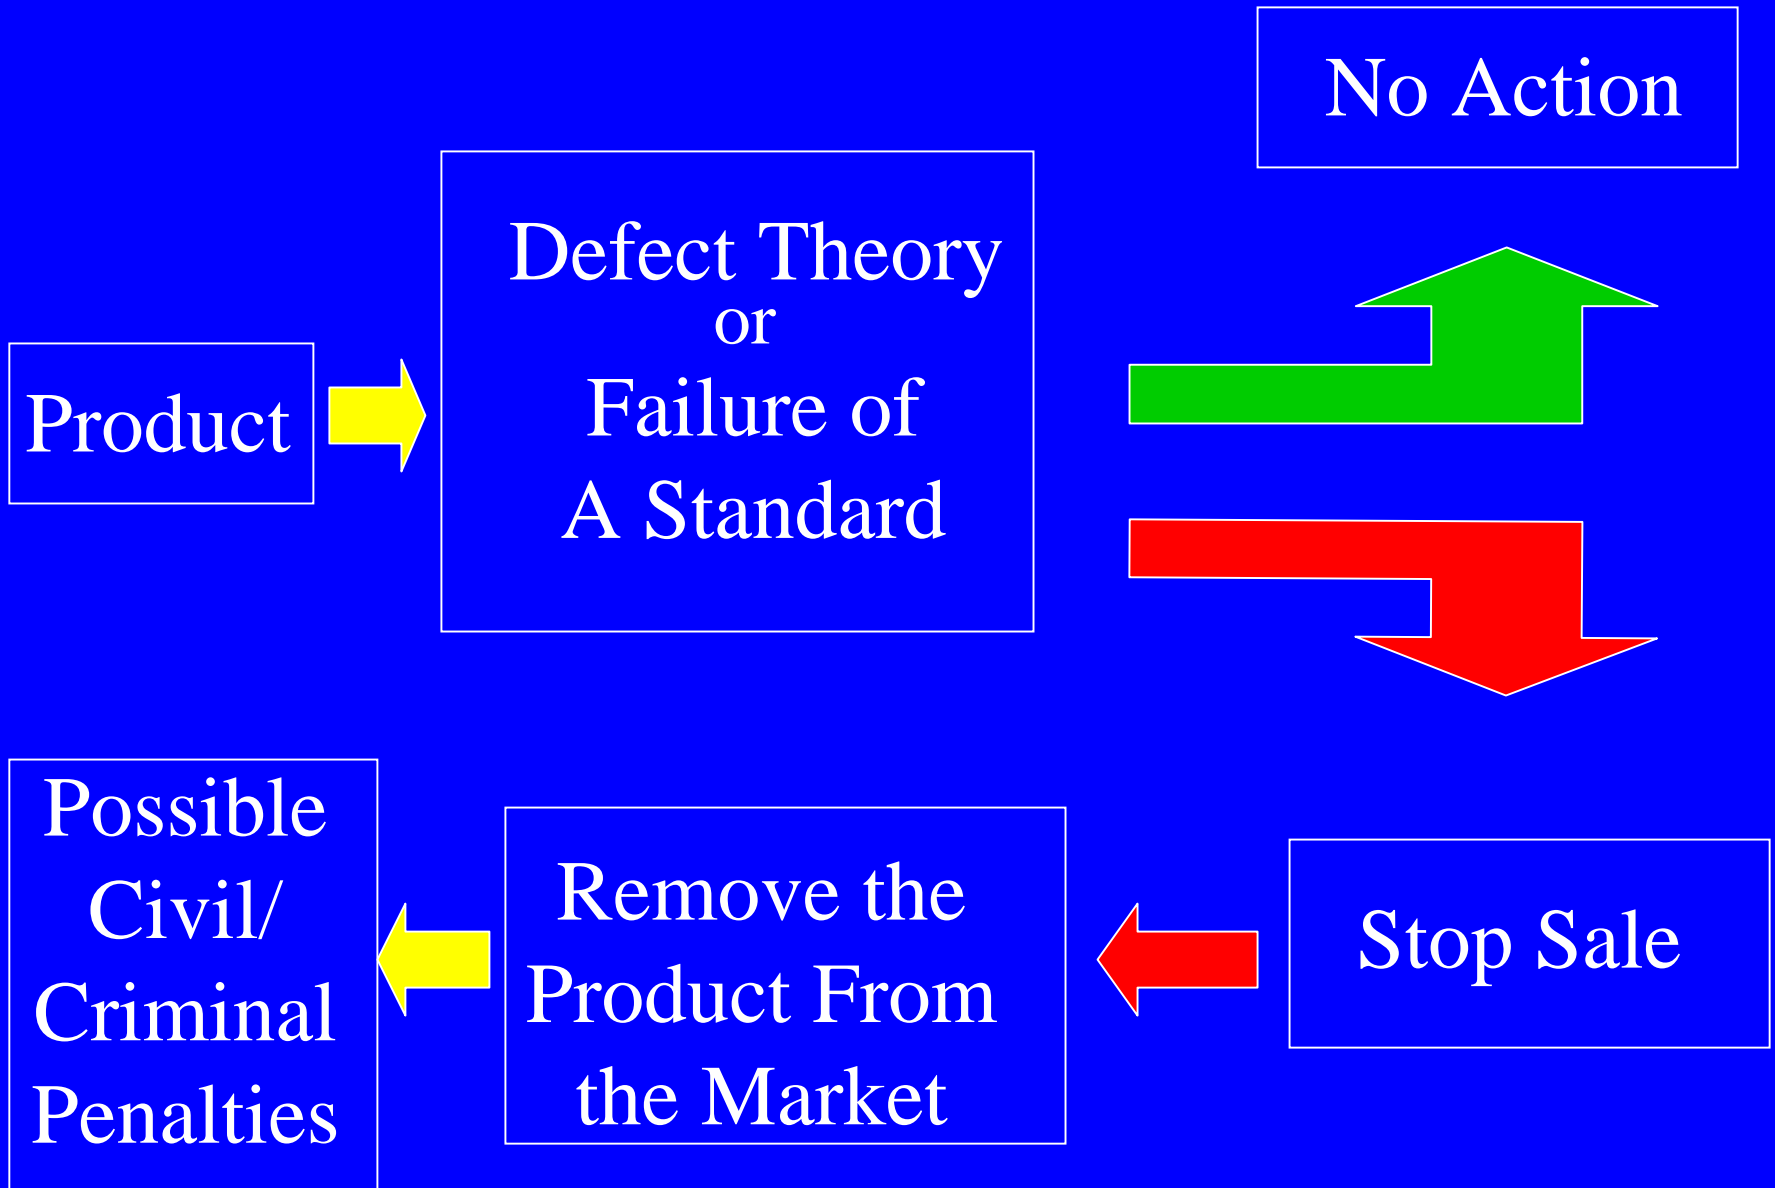 Product
Defect Theory
or
Failure of
A Standard
No Action
Stop Sale
Remove the
Product From
the Market
Possible
Civil/
Criminal
Penalties